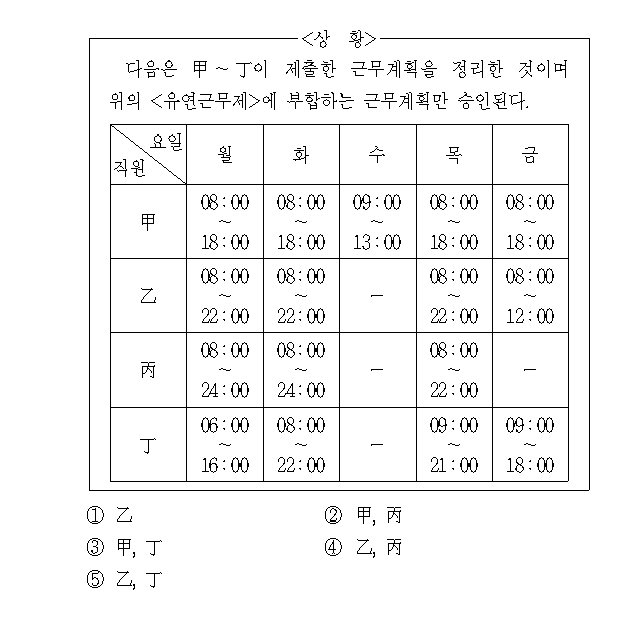 <상 황>
다음은 甲～丁이 제출한 근무계획을 정리한 것이며
위의 <유연근무제>에 부합하는 근무계획만 승인된다.
요일
직원
월 화 수 목 금
甲 08：00～18：00 08：00～18：00 09：00～13：00 08：00～18：00 08：00～18：00
乙 08：00～22：00 08：00～22：00 － 08：00～22：00 08：00～12：00
丙 08：00～24：00 08：00～24：00 － 08：00～22：00 －
丁 06：00～16：00 08：00～22：00 － 09：00～21：00 09：00～18：00
① 乙
② 甲, 丙
③ 甲, 丁
④ 乙, 丙
⑤ 乙, 丁